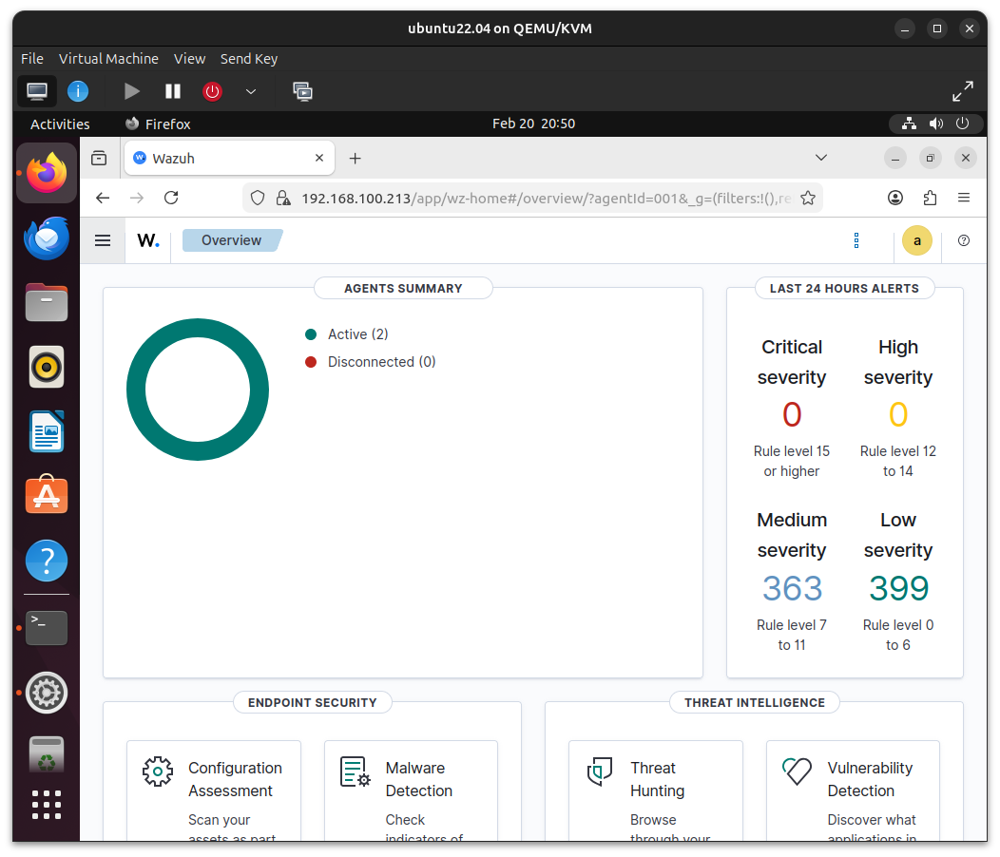 ubuntu22.04 on QEMU/KVM
File Virtual Machine View Send Key
Activities Firefox Feb 20 20:50
Wazuh
192.168.100.213/app/wz-home#/overview/?agentId=001&_g=(filters:!(),re
W. Overview a
AGENTS SUMMARY
Active (2)
Disconnected (0)
LAST 24 HOURS ALERTS
Critical severity
0
Rule level 15
or higher
High severity
0
Rule level 12
to 14
Medium severity
363
Rule level 7
to 11
Low severity
399
Rule level 0
to 6
ENDPOINT SECURITY
Configuration
Assessment
Scan your
assets as part
Malware
Detection
Check
indicators of
THREAT INTELLIGENCE
Threat
Hunting
Browse
through your
Vulnerability
Detection
Discover what
applications in